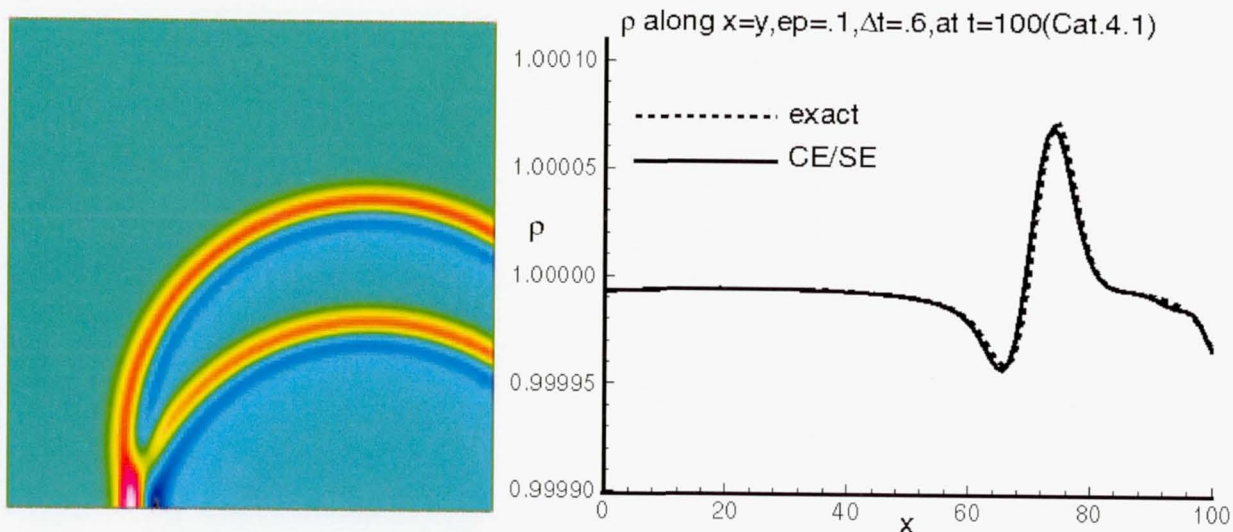 ρ along x=y,ep=.1,Δt=.6,at t=100(Cat.4.1)
1.00010
exact
CE/SE
1.00005
ρ
1.00000
0.99995
0.99990
0
20
40
60
80
100
x